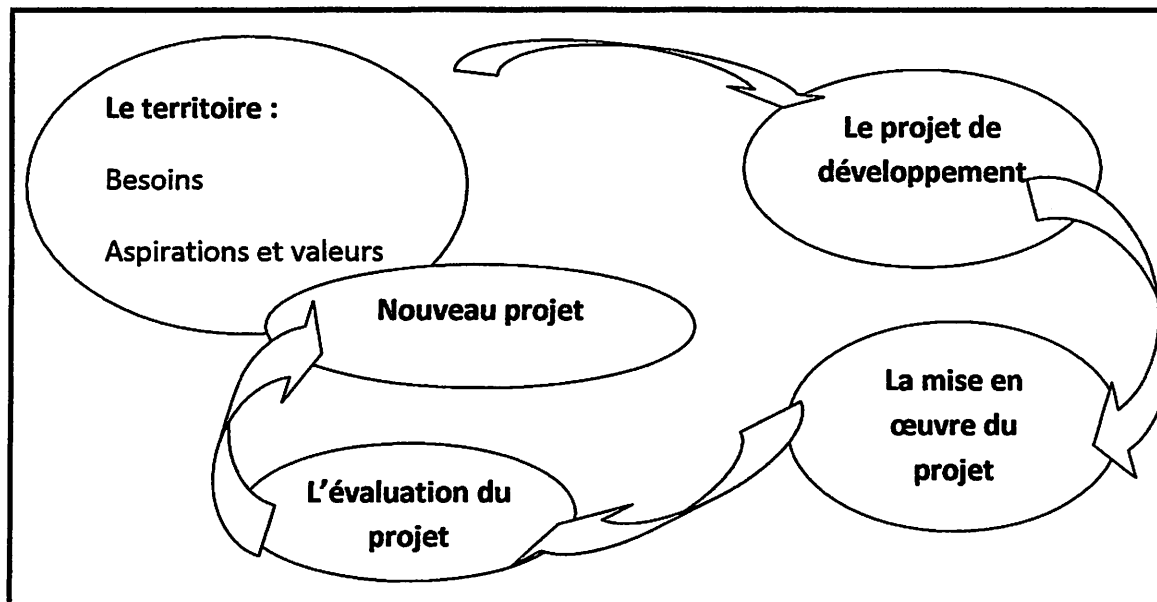 Le territoire :
Besoins
Aspirations et valeurs
Le projet de
développement
Nouveau projet
La mise en
œuvre du
projet
L'évaluation du
projet